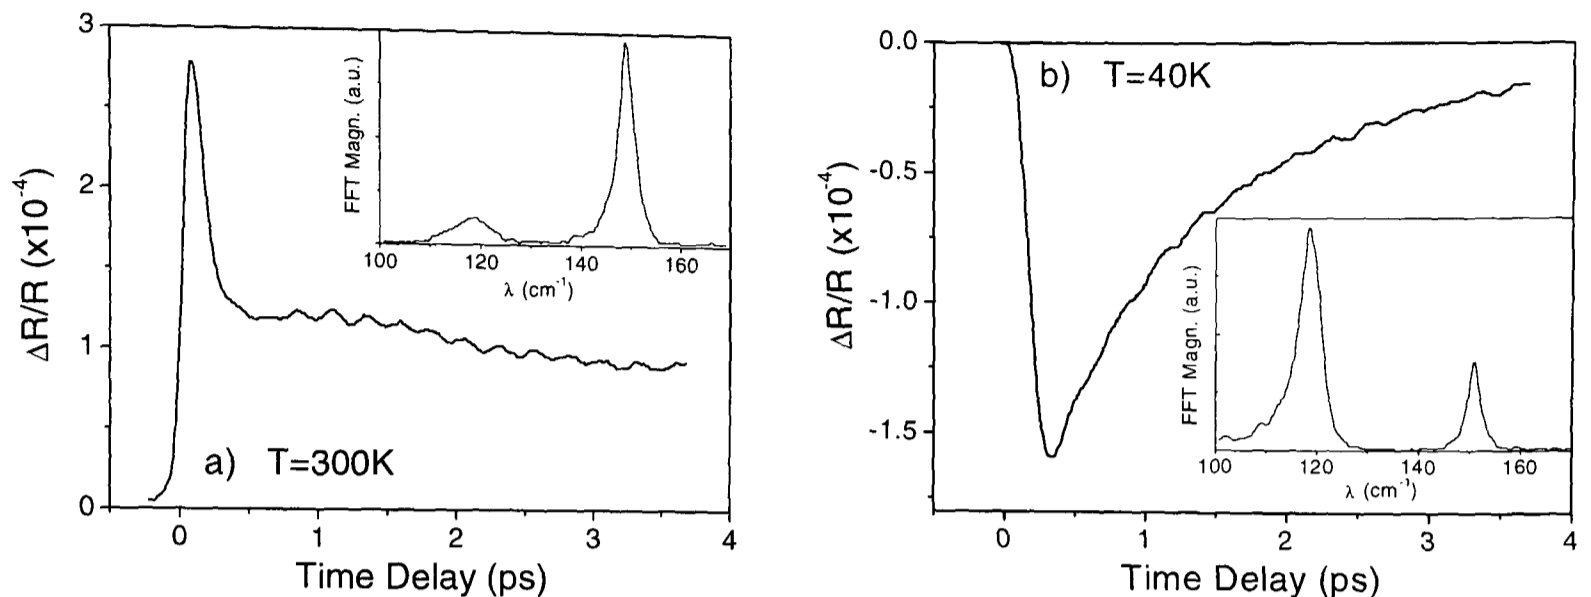 3
2
1
0
ΔR/R (x10⁻⁴)
a) T=300K
0 1 2 3 4
Time Delay (ps)
FFT Magn. (a.u.)
100 120 140 160
λ (cm⁻¹)
0.0
-0.5
-1.0
-1.5
ΔR/R (x10⁻⁴)
b) T=40K
0 1 2 3 4
Time Delay (ps)
FFT Magn. (a.u.)
100 120 140 160
λ (cm⁻¹)